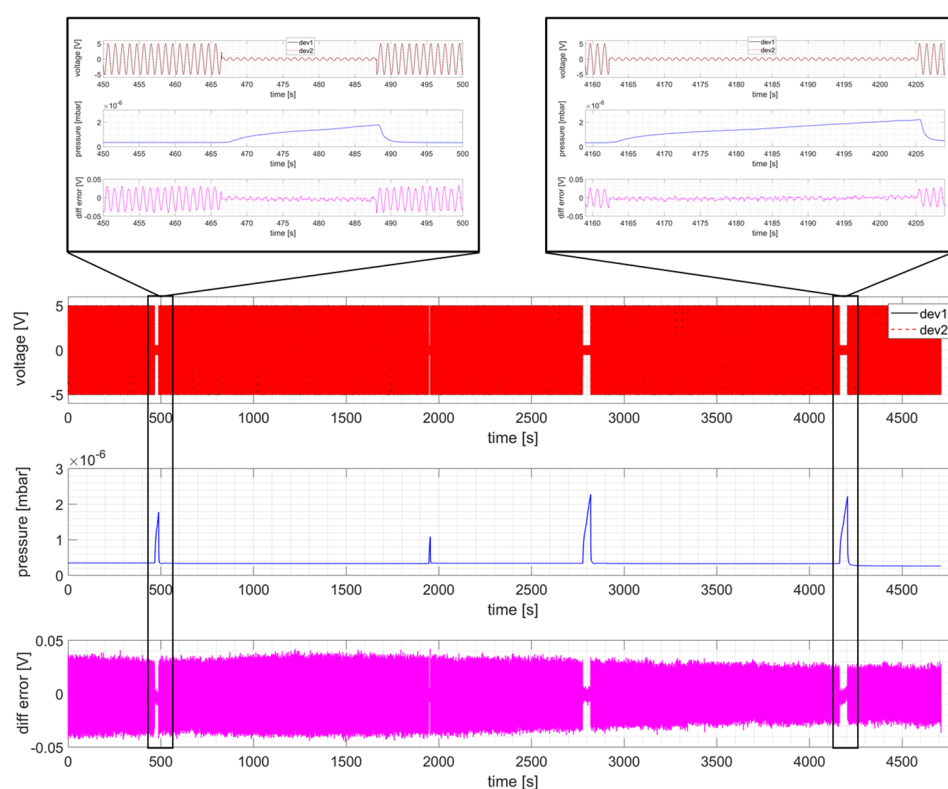 dev1
dev2
voltage [V]
5
0
-5
450 455 460 465 470 475 480 485 490 495 500
time [s]
×10-6
pressure [mbar]
2
0
450 455 460 465 470 475 480 485 490 495 500
time [s]
diff error [V]
0.05
0
-0.05
450 455 460 465 470 475 480 485 490 495 500
time [s]
dev1
dev2
voltage [V]
5
0
-5
4160 4165 4170 4175 4180 4185 4190 4195 4200 4205
time [s]
×10-6
pressure [mbar]
2
0
4160 4165 4170 4175 4180 4185 4190 4195 4200 4205
time [s]
diff error [V]
0.05
0
-0.05
4160 4165 4170 4175 4180 4185 4190 4195 4200 4205
time [s]
voltage [V]
5
0
-5
dev1
dev2
0 500 1000 1500 2000 2500 3000 3500 4000 4500
time [s]
×10-6
pressure [mbar]
3
2
1
0
0 500 1000 1500 2000 2500 3000 3500 4000 4500
time [s]
diff error [V]
0.05
0
-0.05
0 500 1000 1500 2000 2500 3000 3500 4000 4500
time [s]